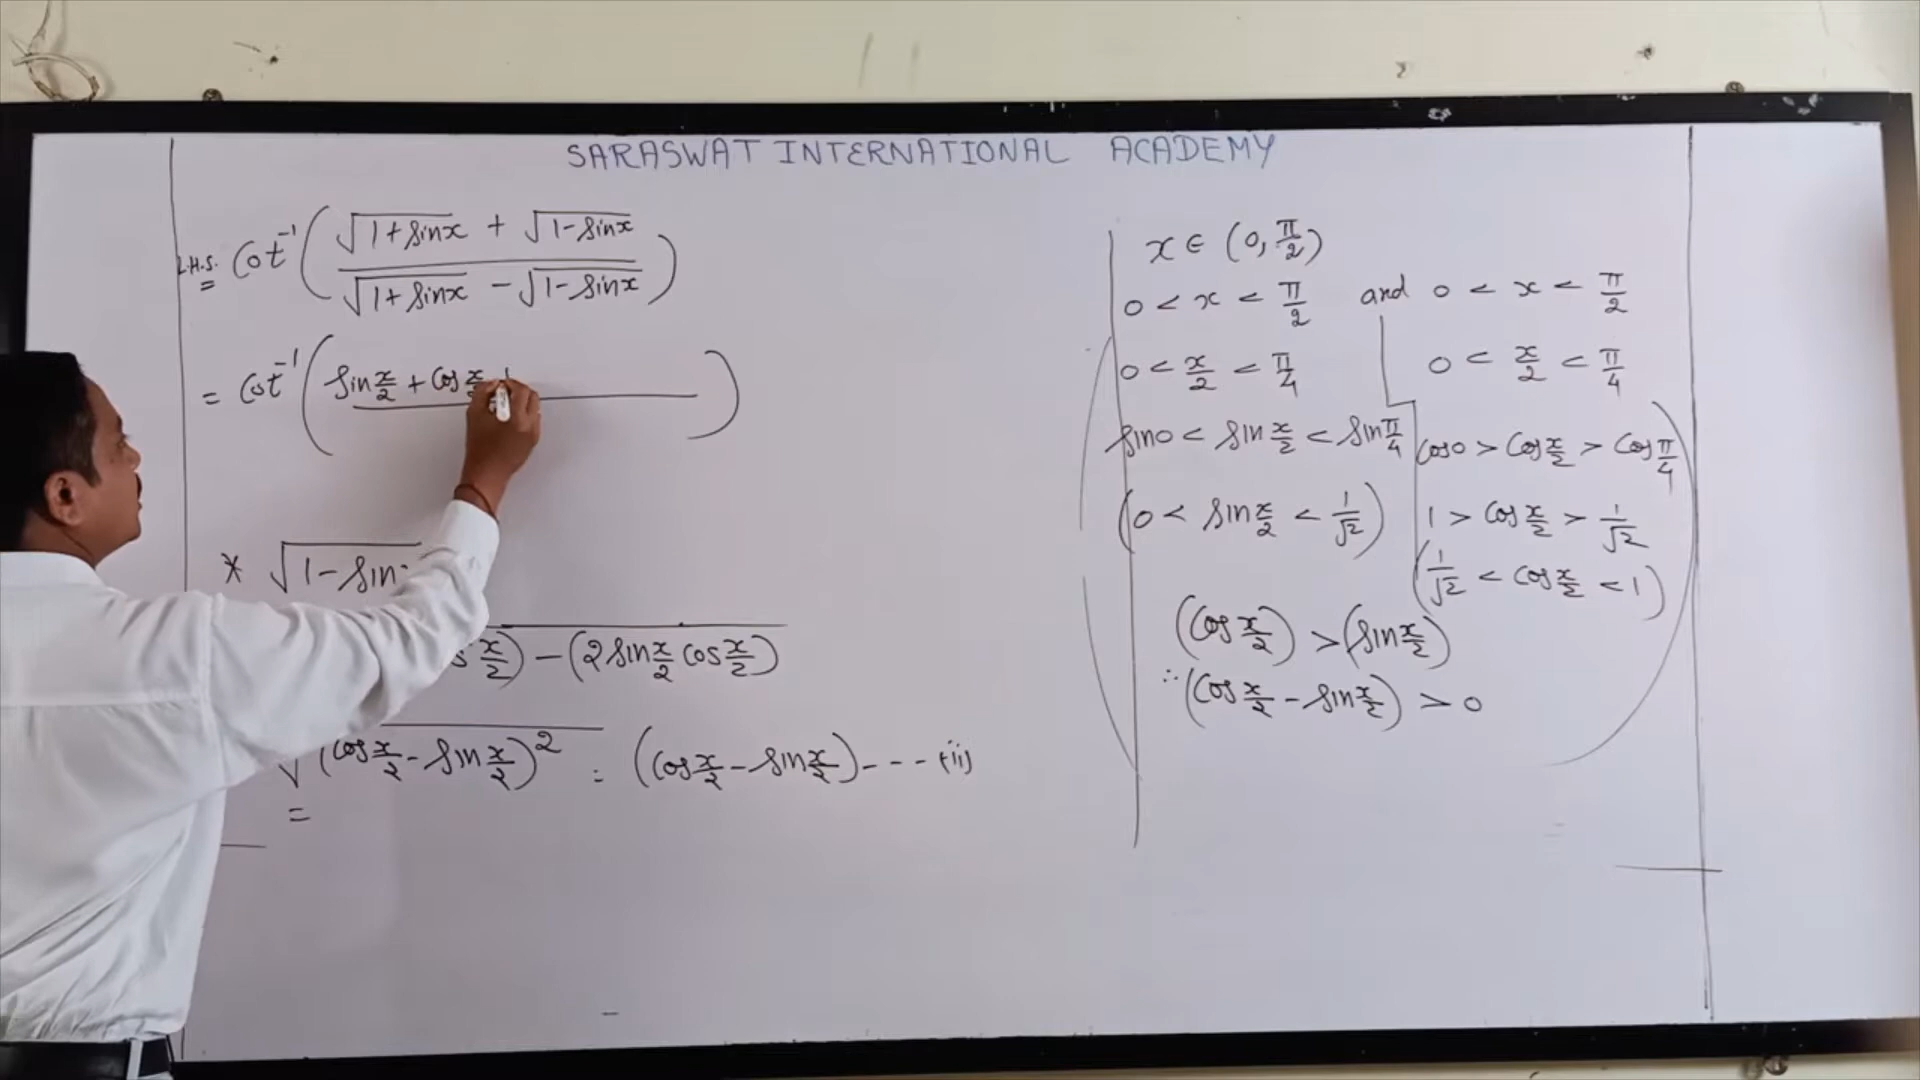 SARASWAT INTERNATIONAL ACADEMY
L.H.S. = Cot⁻¹ ( (√(1+sinx) + √(1-sinx)) / (√(1+sinx) - √(1-sinx)) )
= Cot⁻¹ ( sin x/2 + cos x/2 + )
* √(1-sin
x/2) - (2 sin x/2 cos x/2)
√(cos x/2 - sin x/2)² = (cos x/2 - sin x/2) ---- (ii)
=
x ∈ (0, π/2)
0 < x < π/2 and 0 < x < π/2
0 < x/2 < π/4
sin0 < sin x/2 < sin π/4
(0 < sin x/2 < 1/√2)
0 < x/2 < π/4
cos0 > cos x/2 > cos π/4
1 > cos x/2 > 1/√2
(1/√2 < cos x/2 < 1)
(cos x/2) > (sin x/2)
∴ (cos x/2 - sin x/2) > 0